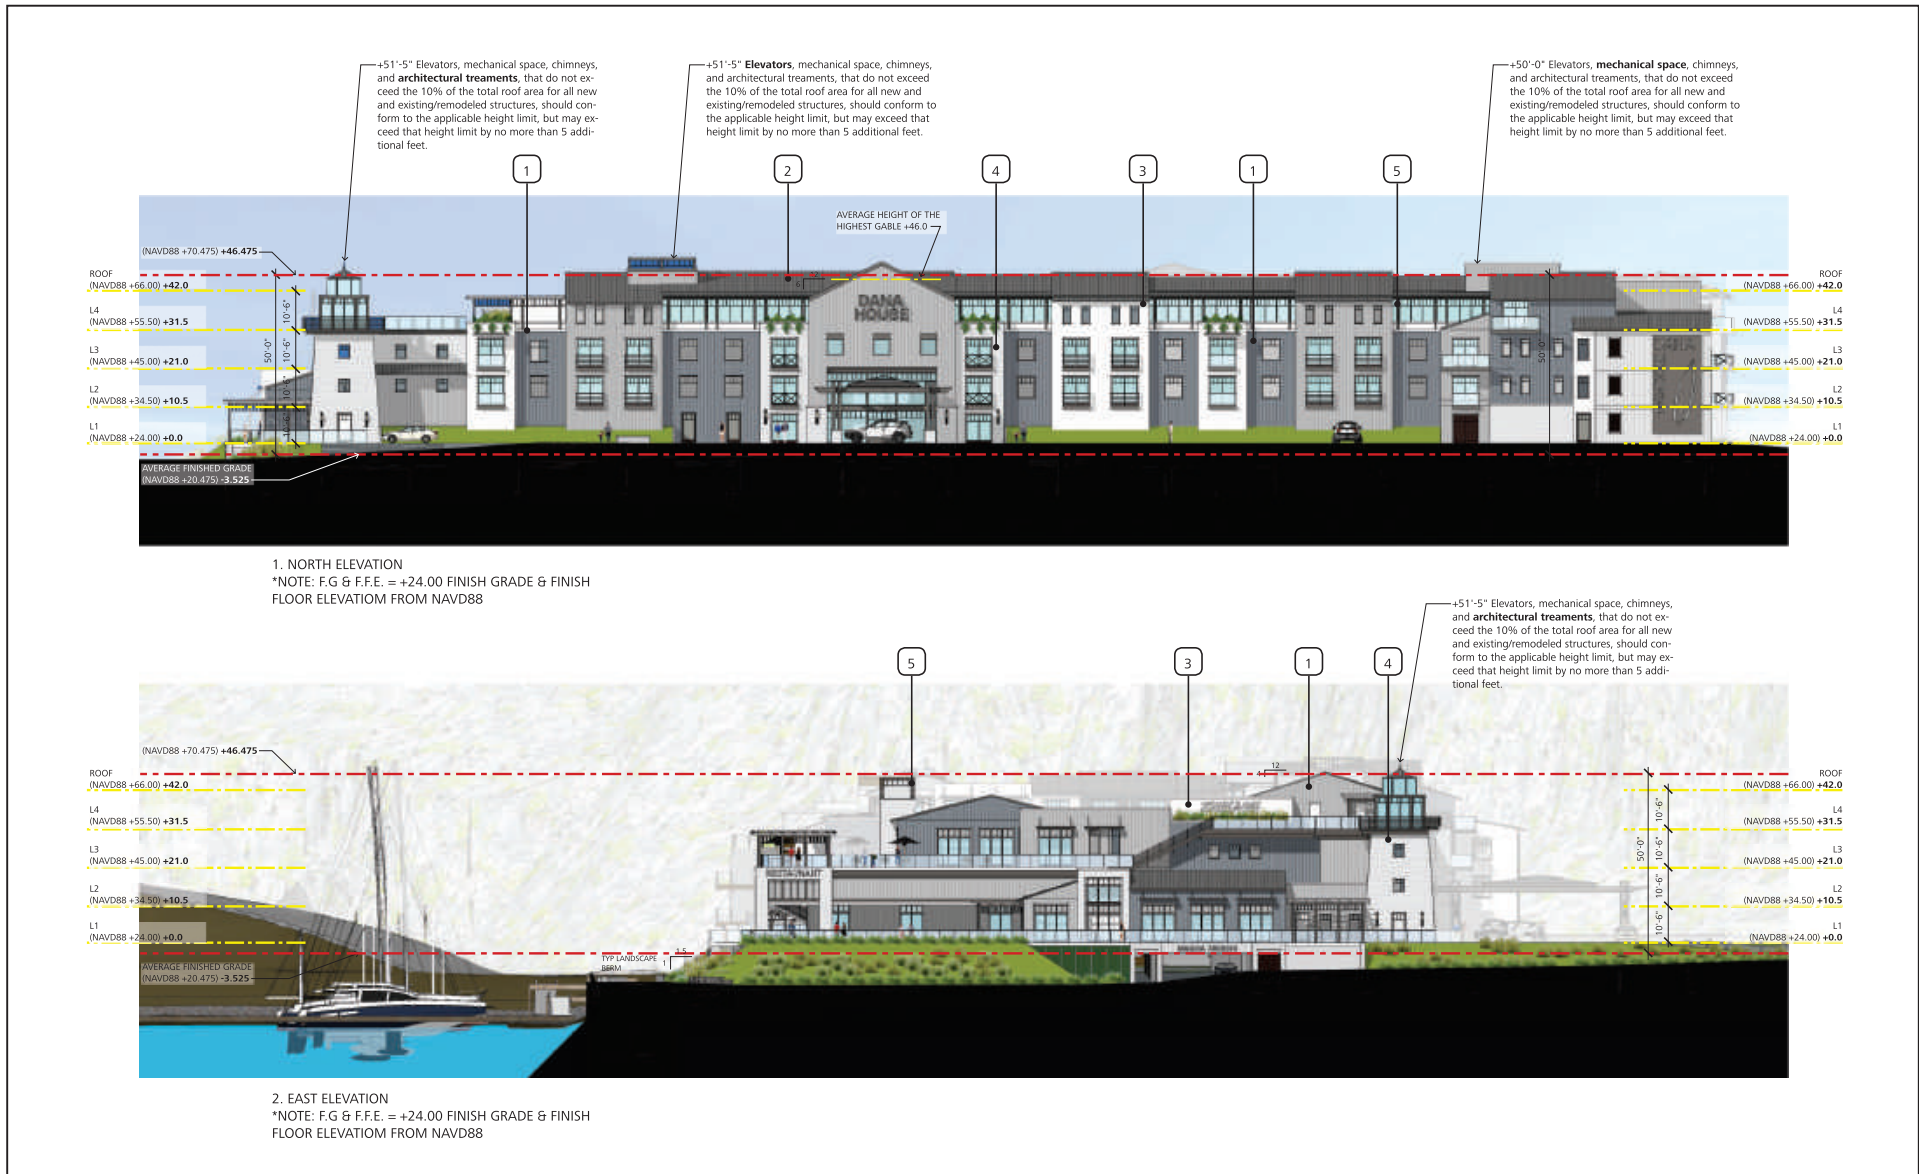 +51'-5" Elevators, mechanical space, chimneys,
and architectural treaments, that do not ex-
ceed the 10% of the total roof area for all new
and existing/remodeled structures, should con-
form to the applicable height limit, but may ex-
ceed that height limit by no more than 5 addi-
tional feet.
+51'-5" Elevators, mechanical space, chimneys,
and architectural treaments, that do not exceed
the 10% of the total roof area for all new and
existing/remodeled structures, should conform to
the applicable height limit, but may exceed that
height limit by no more than 5 additional feet.
+50'-0" Elevators, mechanical space, chimneys,
and architectural treaments, that do not exceed
the 10% of the total roof area for all new and
existing/remodeled structures, should conform to
the applicable height limit, but may exceed that
height limit by no more than 5 additional feet.
1
2
4
3
1
5
AVERAGE HEIGHT OF THE
HIGHEST GABLE +46.0
(NAVD88 +70.475) +46.475
ROOF
(NAVD88 +66.00) +42.0
L4
(NAVD88 +55.50) +31.5
L3
(NAVD88 +45.00) +21.0
L2
(NAVD88 +34.50) +10.5
L1
(NAVD88 +24.00) +0.0
AVERAGE FINISHED GRADE
(NAVD88 +20.475) -3.525
50'-0"
10'-6"
10'-6"
10'-6"
10'-6"
12
6
DANA
HOUSE
50'-0"
ROOF
(NAVD88 +66.00) +42.0
L4
(NAVD88 +55.50) +31.5
L3
(NAVD88 +45.00) +21.0
L2
(NAVD88 +34.50) +10.5
L1
(NAVD88 +24.00) +0.0
1. NORTH ELEVATION
*NOTE: F.G & F.F.E. = +24.00 FINISH GRADE & FINISH
FLOOR ELEVATIOM FROM NAVD88
+51'-5" Elevators, mechanical space, chimneys,
and architectural treaments, that do not ex-
ceed the 10% of the total roof area for all new
and existing/remodeled structures, should con-
form to the applicable height limit, but may ex-
ceed that height limit by no more than 5 addi-
tional feet.
5
3
1
4
(NAVD88 +70.475) +46.475
ROOF
(NAVD88 +66.00) +42.0
L4
(NAVD88 +55.50) +31.5
L3
(NAVD88 +45.00) +21.0
L2
(NAVD88 +34.50) +10.5
L1
(NAVD88 +24.00) +0.0
AVERAGE FINISHED GRADE
(NAVD88 +20.475) -3.525
TYP LANDSCAPE
BERM
1.5
1
12
4
RESTAURANT
50'-0"
10'-6"
10'-6"
10'-6"
10'-6"
ROOF
(NAVD88 +66.00) +42.0
L4
(NAVD88 +55.50) +31.5
L3
(NAVD88 +45.00) +21.0
L2
(NAVD88 +34.50) +10.5
L1
(NAVD88 +24.00) +0.0
2. EAST ELEVATION
*NOTE: F.G & F.F.E. = +24.00 FINISH GRADE & FINISH
FLOOR ELEVATIOM FROM NAVD88